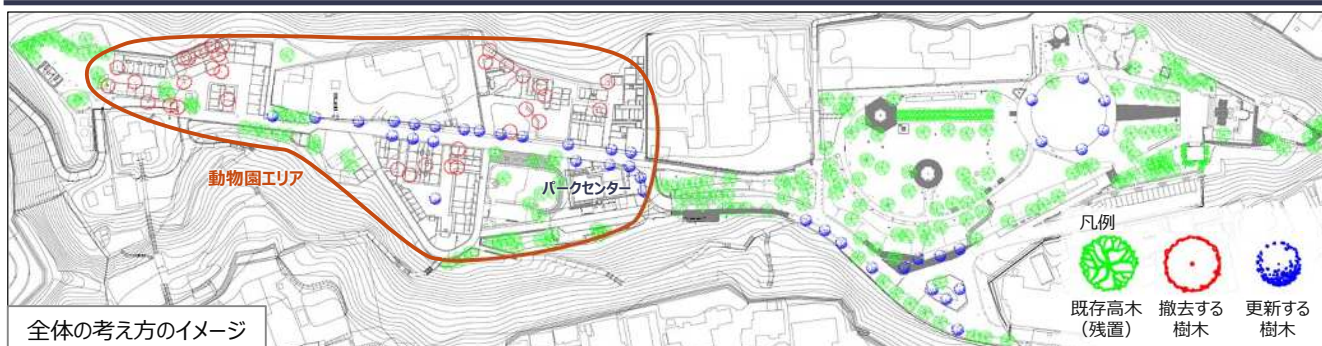 動物園エリア
パークセンター
凡例
既存高木
（残置）
撤去する
樹木
更新する
樹木
全体の考え方のイメージ